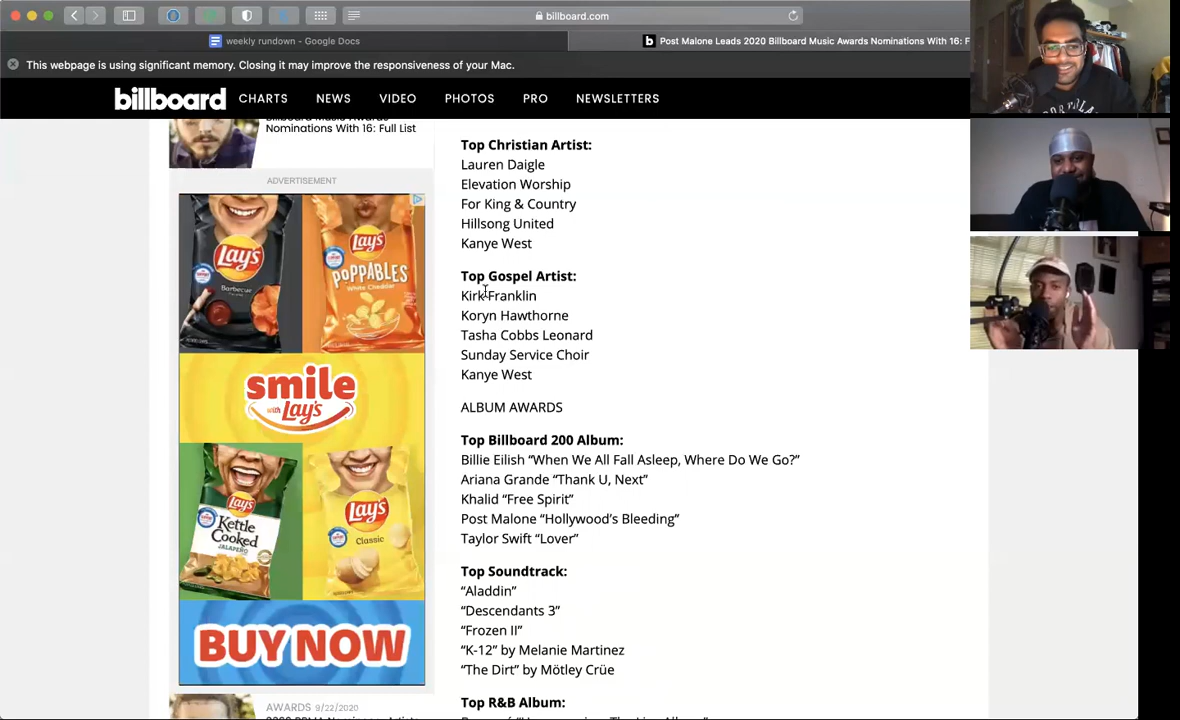 billboard.com
weekly rundown - Google Docs
Post Malone Leads 2020 Billboard Music Awards Nominations With 16: F
This webpage is using significant memory. Closing it may improve the responsiveness of your Mac.
billboard CHARTS NEWS VIDEO PHOTOS PRO NEWSLETTERS
Billboard Music Awards
Nominations With 16: Full List
ADVERTISEMENT
Lay's
Barbecue
Lay's
POPPABLES
White Cheddar
smile
with Lay's
Lay's
Kettle
Cooked
JALAPEÑO
Lay's
Classic
BUY NOW
AWARDS 9/22/2020
Top Christian Artist:
Lauren Daigle
Elevation Worship
For King & Country
Hillsong United
Kanye West
Top Gospel Artist:
Kirk Franklin
Koryn Hawthorne
Tasha Cobbs Leonard
Sunday Service Choir
Kanye West
ALBUM AWARDS
Top Billboard 200 Album:
Billie Eilish “When We All Fall Asleep, Where Do We Go?”
Ariana Grande “Thank U, Next”
Khalid “Free Spirit”
Post Malone “Hollywood’s Bleeding”
Taylor Swift “Lover”
Top Soundtrack:
“Aladdin”
“Descendants 3”
“Frozen II”
“K-12” by Melanie Martinez
“The Dirt” by Mötley Crüe
Top R&B Album: